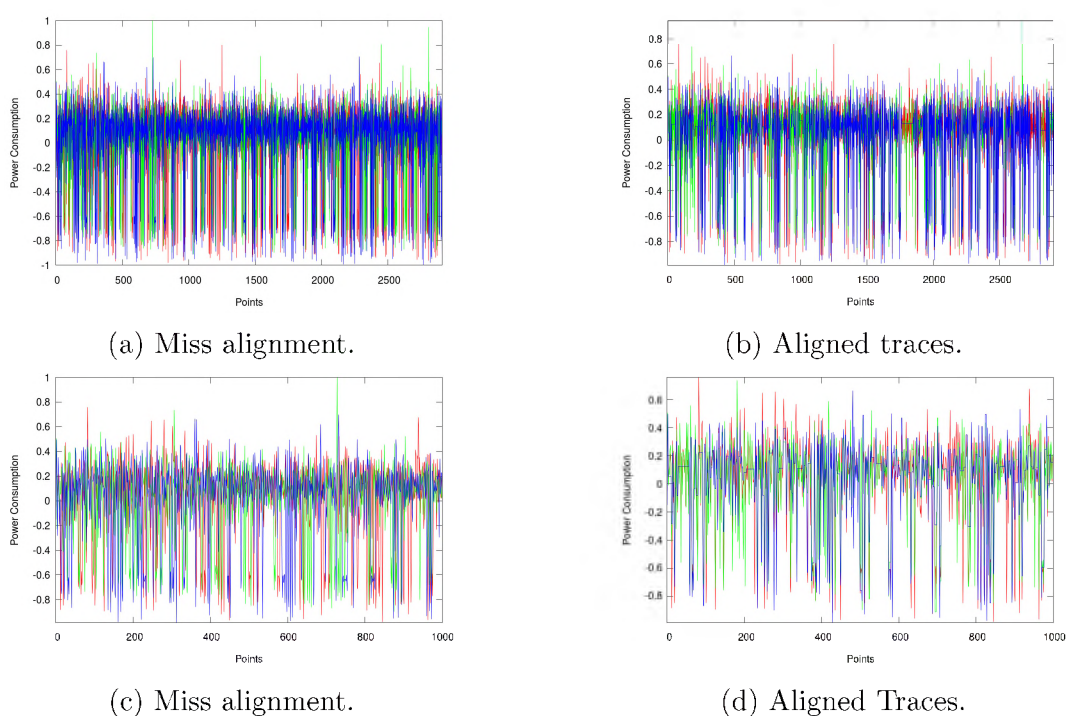 1
0.8
0.6
0.4
0.2
0
-0.2
-0.4
-0.6
-0.8
-1
0 500 1000 1500 2000 2500
Power Consumption
Points
0.8
0.6
0.4
0.2
0
-0.2
-0.4
-0.6
-0.8
0 500 1000 1500 2000 2500
Power Consumption
Points
(a) Miss alignment.
(b) Aligned traces.
1
0.8
0.6
0.4
0.2
0
-0.2
-0.4
-0.6
-0.8
0 200 400 600 800 1000
Power Consumption
Points
0.6
0.4
0.2
0
-0.2
-0.4
-0.6
-0.8
0 200 400 600 800 1000
Power Consumption
Points
(c) Miss alignment.
(d) Aligned Traces.